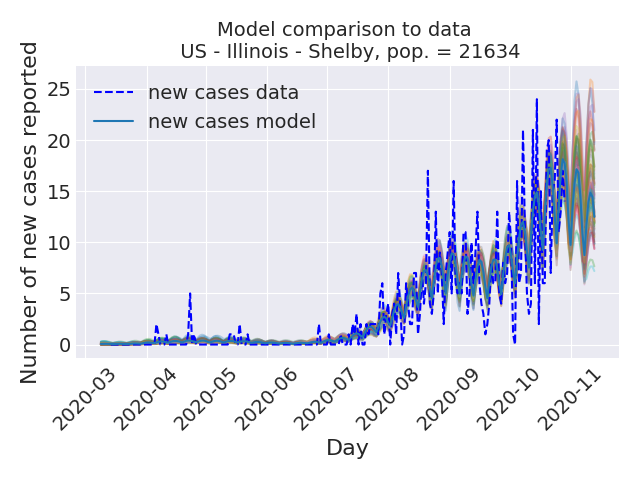 Model comparison to data
US - Illinois - Shelby, pop. = 21634
Number of new cases reported
25
20
15
10
5
0
new cases data
new cases model
2020-03
2020-04
2020-05
2020-06
2020-07
2020-08
2020-09
2020-10
2020-11
Day